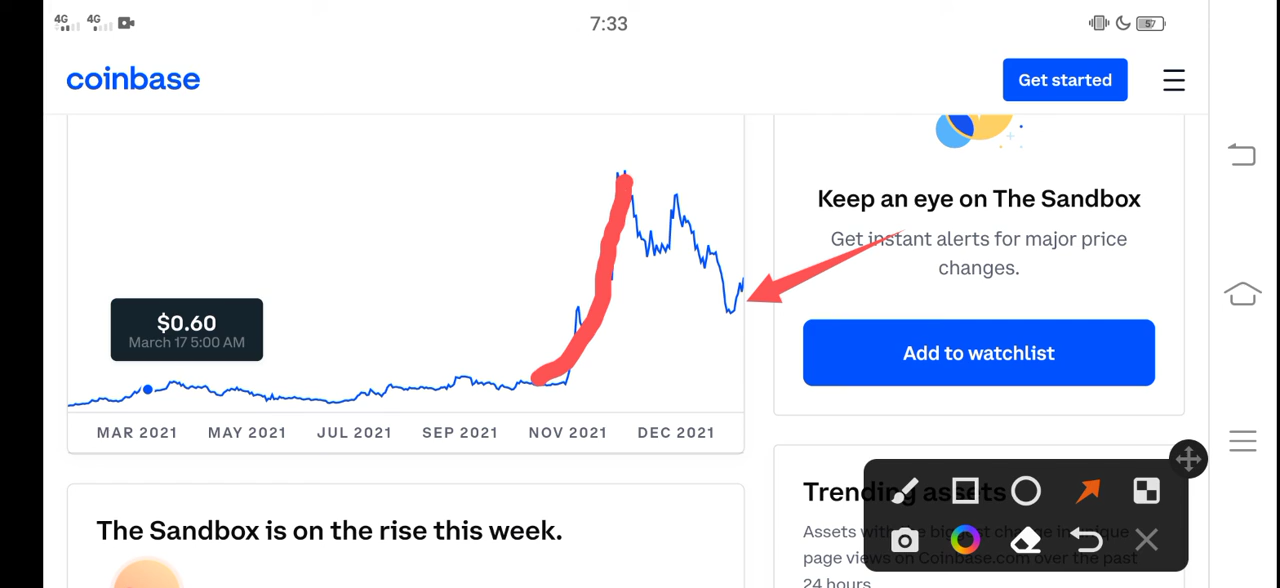 4G 4G 7:33 57
coinbase Get started
$0.60
March 17 5:00 AM
MAR 2021 MAY 2021 JUL 2021 SEP 2021 NOV 2021 DEC 2021
The Sandbox is on the rise this week.
Keep an eye on The Sandbox
Get instant alerts for major price
changes.
Add to watchlist
Trending assets
Assets with the biggest change in unique
page views on Coinbase.com over the past
24 hours